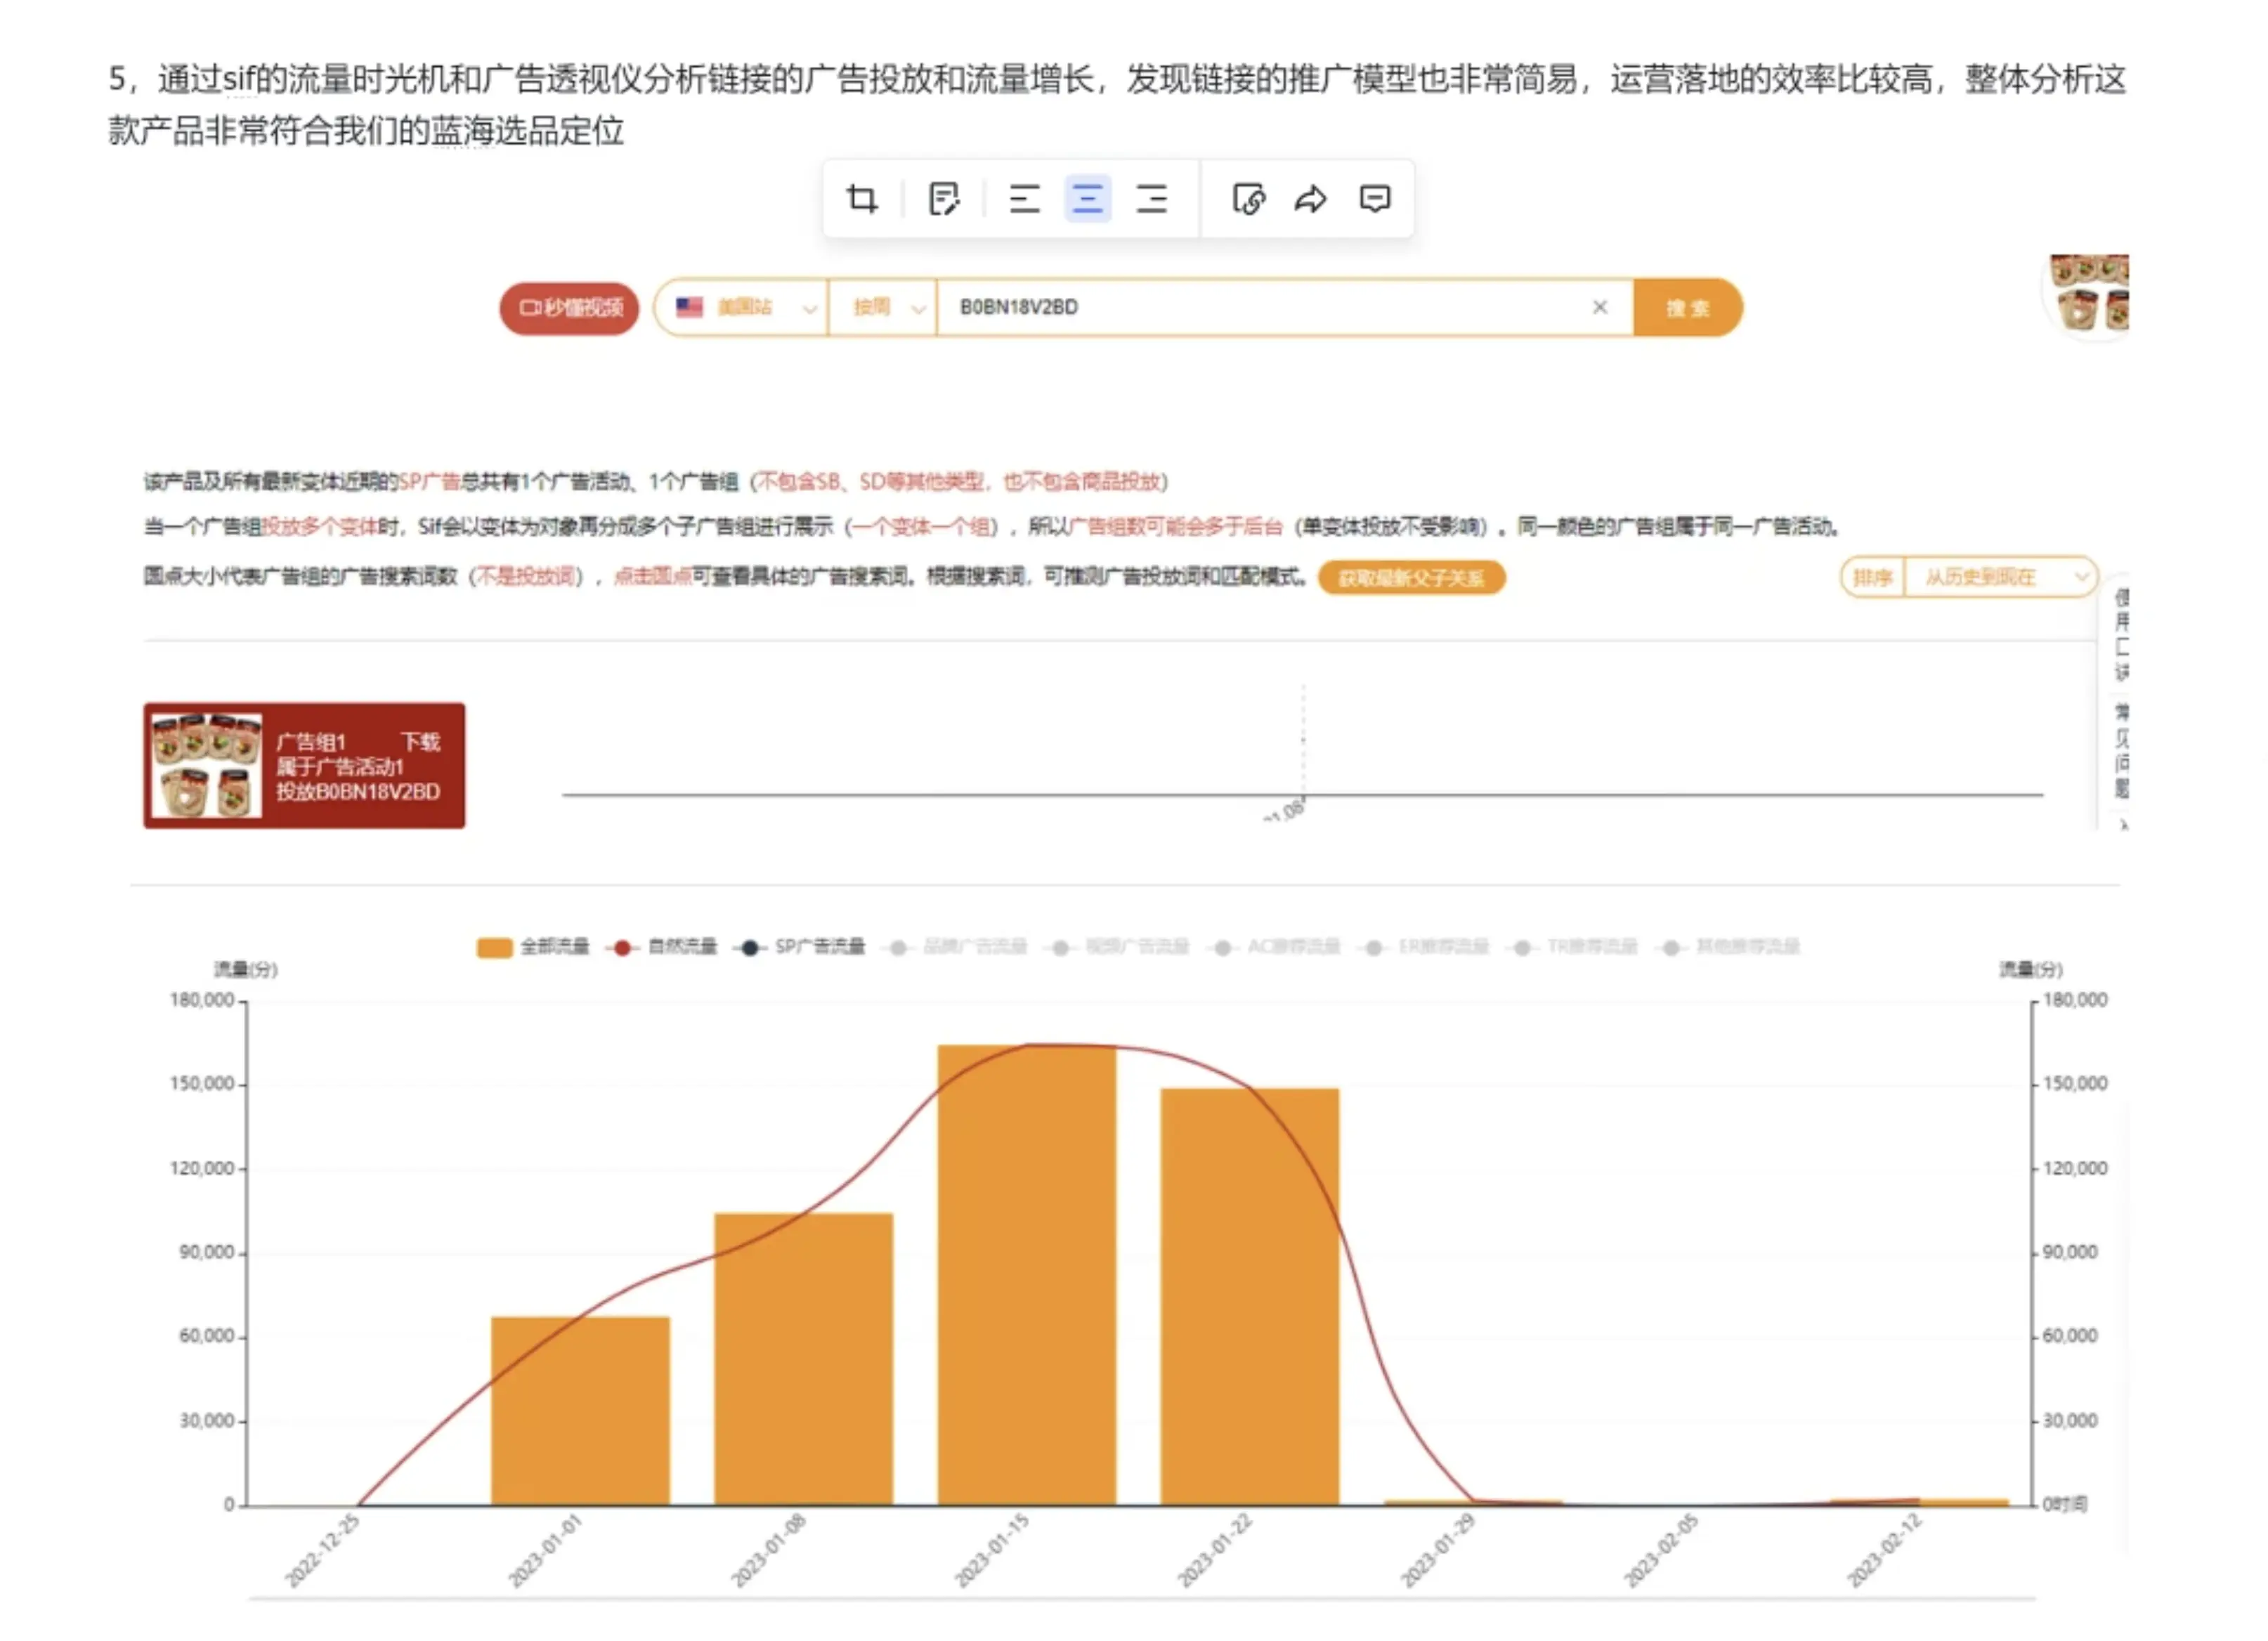 5，通过sif的流量时光机和广告透视仪分析链接的广告投放和流量增长，发现链接的推广模型也非常简易，运营落地的效率比较高，整体分析这
款产品非常符合我们的蓝海选品定位
秒懂视频 美国站 按周 B0BN18V2BD 搜索
该产品及所有最新变体近期的SP广告总共有1个广告活动、1个广告组（不包含SB、SD等其他类型，也不包含商品投放）
当一个广告组投放多个变体时，Sif会以变体为对象再分成多个子广告组进行展示（一个变体一个组），所以广告组数可能会多于后台（单变体投放不受影响）。同一颜色的广告组属于同一广告活动。
圆点大小代表广告组的广告搜索词数（不是投放词），点击圆点可查看具体的广告搜索词。根据搜索词，可推测广告投放词和匹配模式。 获取最新父子关系 排序 从历史到现在
使用口诀
常见问题
广告组1 下载
属于广告活动1
投放B0BN18V2BD
全部流量 自然流量 SP广告流量 品牌广告流量 视频广告流量 AC推荐流量 ER推荐流量 TR推荐流量 其他推荐流量
流量(分) 流量(分)
180,000 180,000
150,000 150,000
120,000 120,000
90,000 90,000
60,000 60,000
30,000 30,000
0 0时间
2022-12-25 2023-01-01 2023-01-08 2023-01-15 2023-01-22 2023-01-29 2023-02-05 2023-02-12